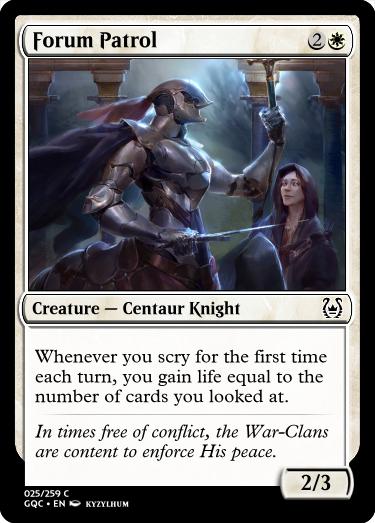 Forum Patrol 2
Creature — Centaur Knight
Whenever you scry for the first time
each turn, you gain life equal to the
number of cards you looked at.
In times free of conflict, the War-Clans
are content to enforce His peace.
2/3
025/259 C
GQC • EN KYZYLHUM